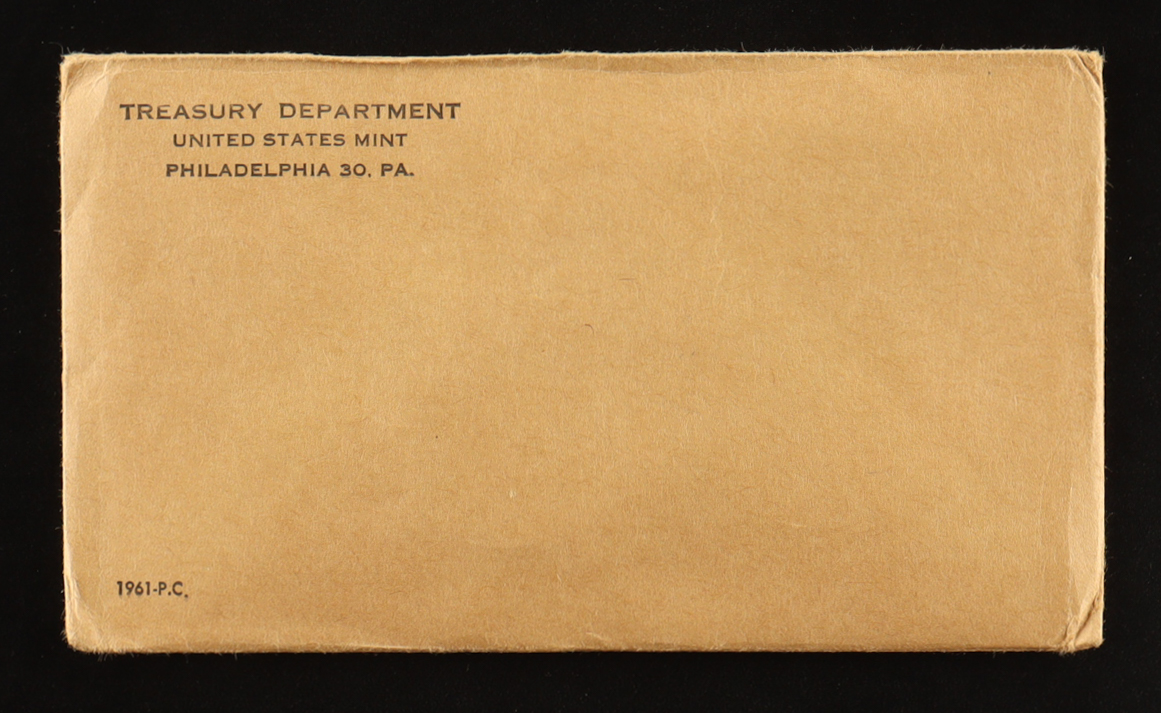 TREASURY DEPARTMENT
UNITED STATES MINT
PHILADELPHIA 30, PA.
1961-P.C.